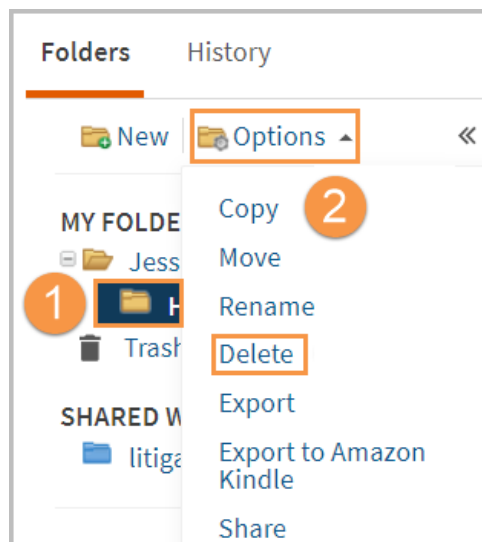 Folders History
New Options «
MY FOLDE
Jess
H
Trash
SHARED W
litiga
Copy 2
Move
1
Rename
Delete
Export
Export to Amazon
Kindle
Share